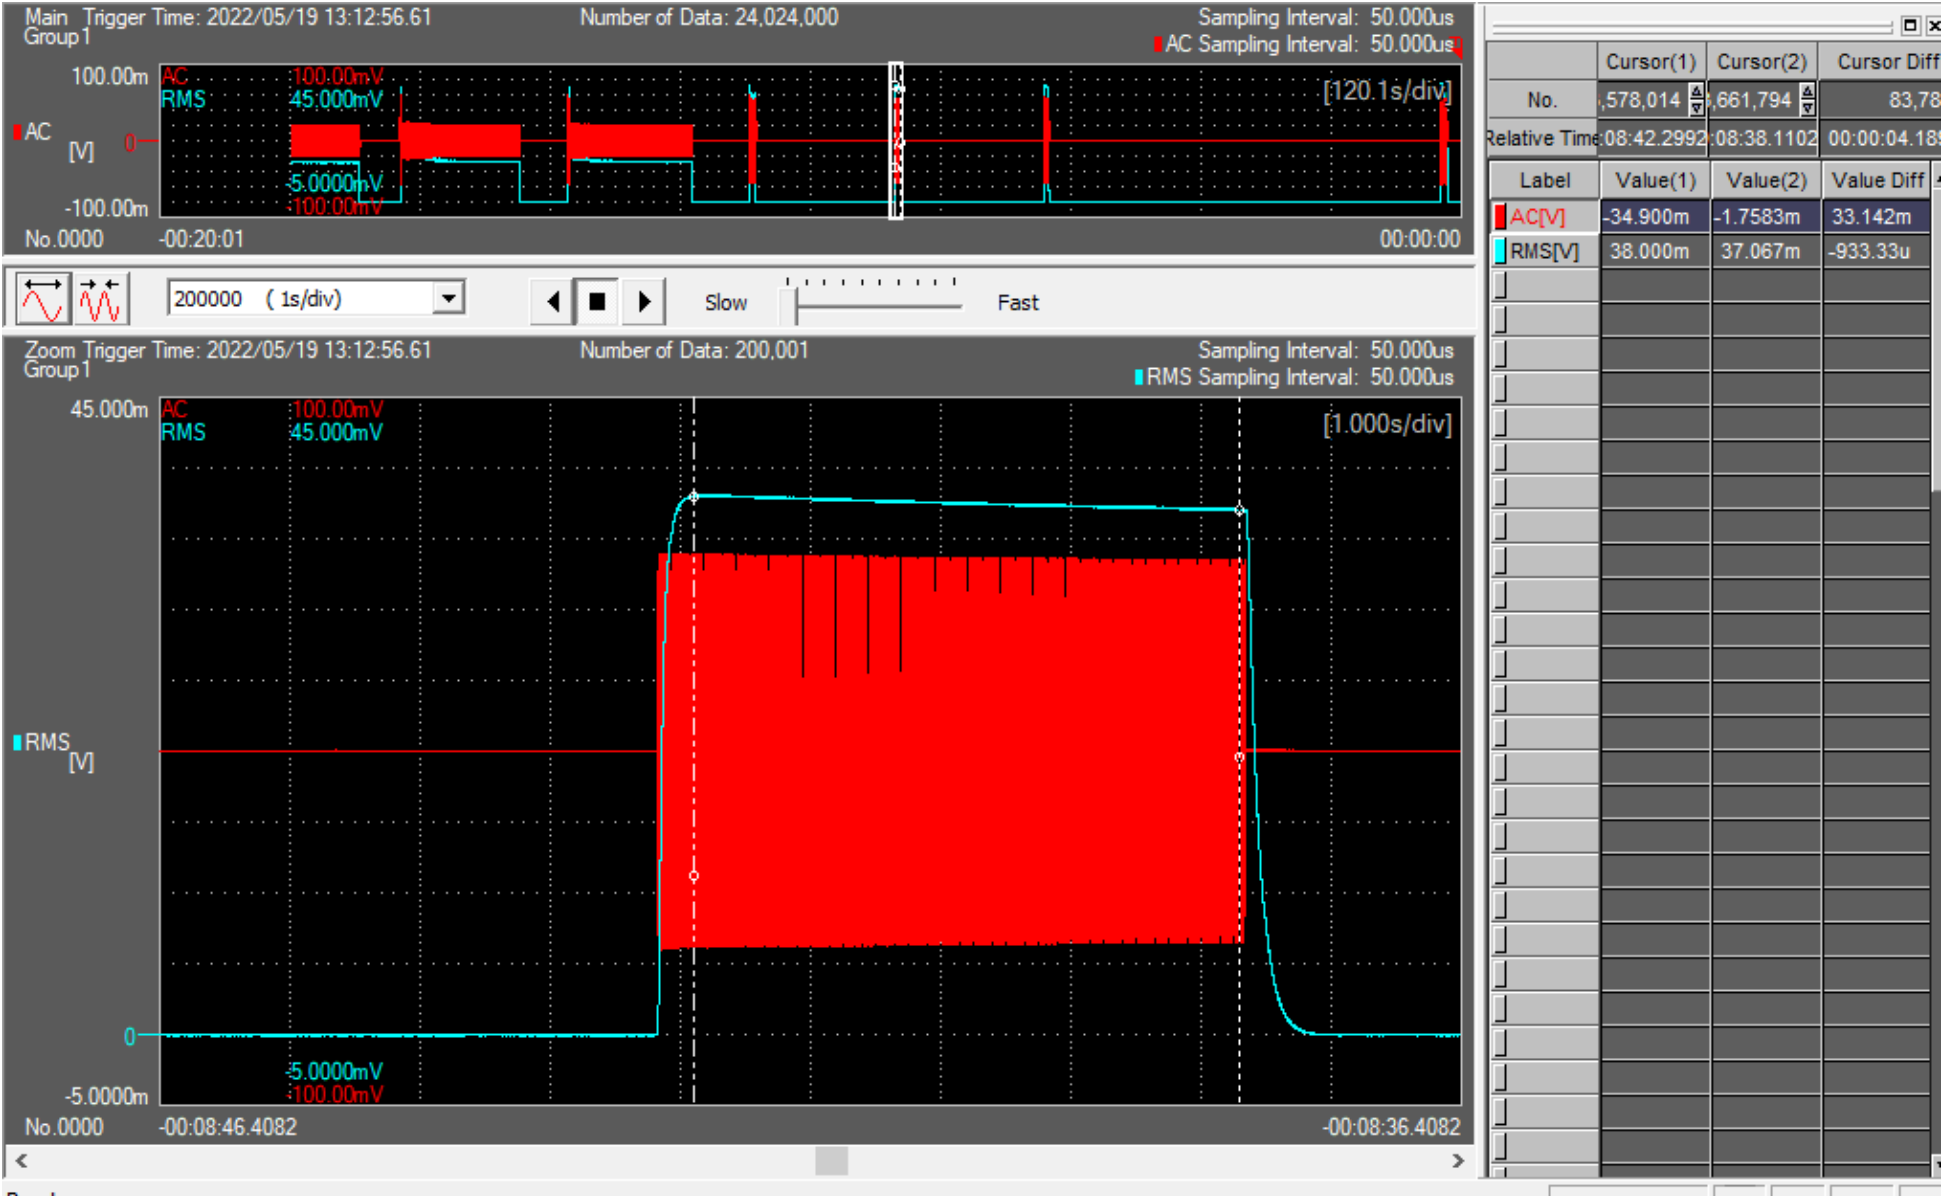 Main Trigger Time: 2022/05/19 13:12:56.61 Number of Data: 24,024,000 Sampling Interval: 50.000us
Group1 AC Sampling Interval: 50.000us
100.00m AC 100.00mV
RMS 45.000mV [120.1s/div]
AC
[V] 0
-5.0000mV
-100.00m -100.00mV
No.0000 -00:20:01 00:00:00
200000 ( 1s/div) Slow Fast
Zoom Trigger Time: 2022/05/19 13:12:56.61 Number of Data: 200,001 Sampling Interval: 50.000us
Group1 RMS Sampling Interval: 50.000us
45.000m AC 100.00mV
RMS 45.000mV [1.000s/div]
RMS
[V]
0
-5.0000mV
-5.0000m -100.00mV
No.0000 -00:08:46.4082 -00:08:36.4082
Cursor(1) Cursor(2) Cursor Diff
No. ,578,014 ,661,794 83,78
Relative Time :08:42.2992 :08:38.1102 00:00:04.189
Label Value(1) Value(2) Value Diff
AC[V] -34.900m -1.7583m 33.142m
RMS[V] 38.000m 37.067m -933.33u